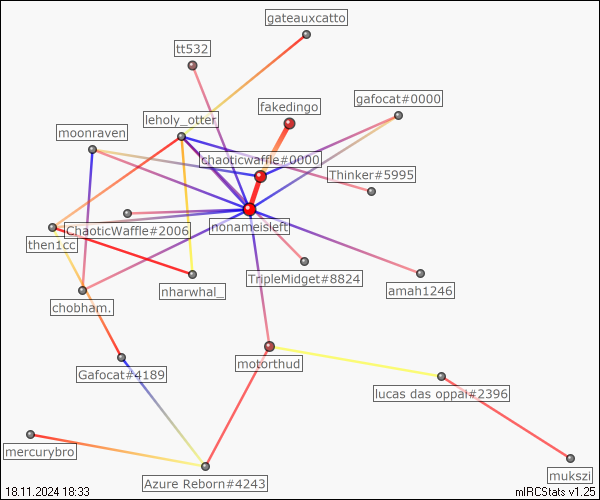 gateauxcatto
tt532
fakedingo
gafocat#0000
leholy_otter
moonraven
chaoticwaffle#0000
Thinker#5995
ChaoticWaffle#2006
nonameisleft
then1cc
TripleMidget#8824
amah1246
nharwhal_
chobham.
motorthud
Gafocat#4189
lucas das oppai#2396
mercurybro
mukszi
Azure Reborn#4243
18.11.2024 18:33
mIRCStats v1.25